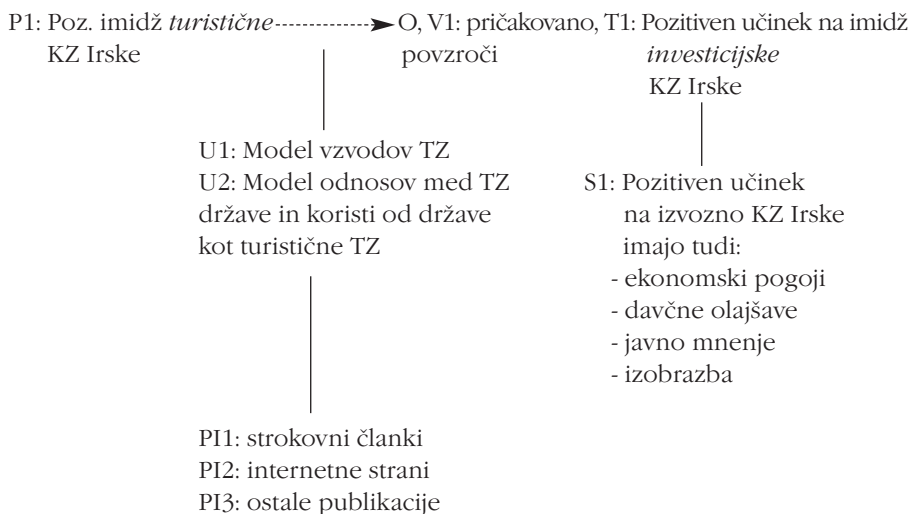 P1: Poz. imidž turistične
KZ Irske
O, V1: pričakovano, T1: Pozitiven učinek na imidž
povzroči
investicijske
KZ Irske
U1: Model vzvodov TZ
U2: Model odnosov med TZ
države in koristi od države
kot turistične TZ
S1: Pozitiven učinek
na izvozno KZ Irske
imajo tudi:
- ekonomski pogoji
- davčne olajšave
- javno mnenje
- izobrazba
PI1: strokovni članki
PI2: internetne strani
PI3: ostale publikacije